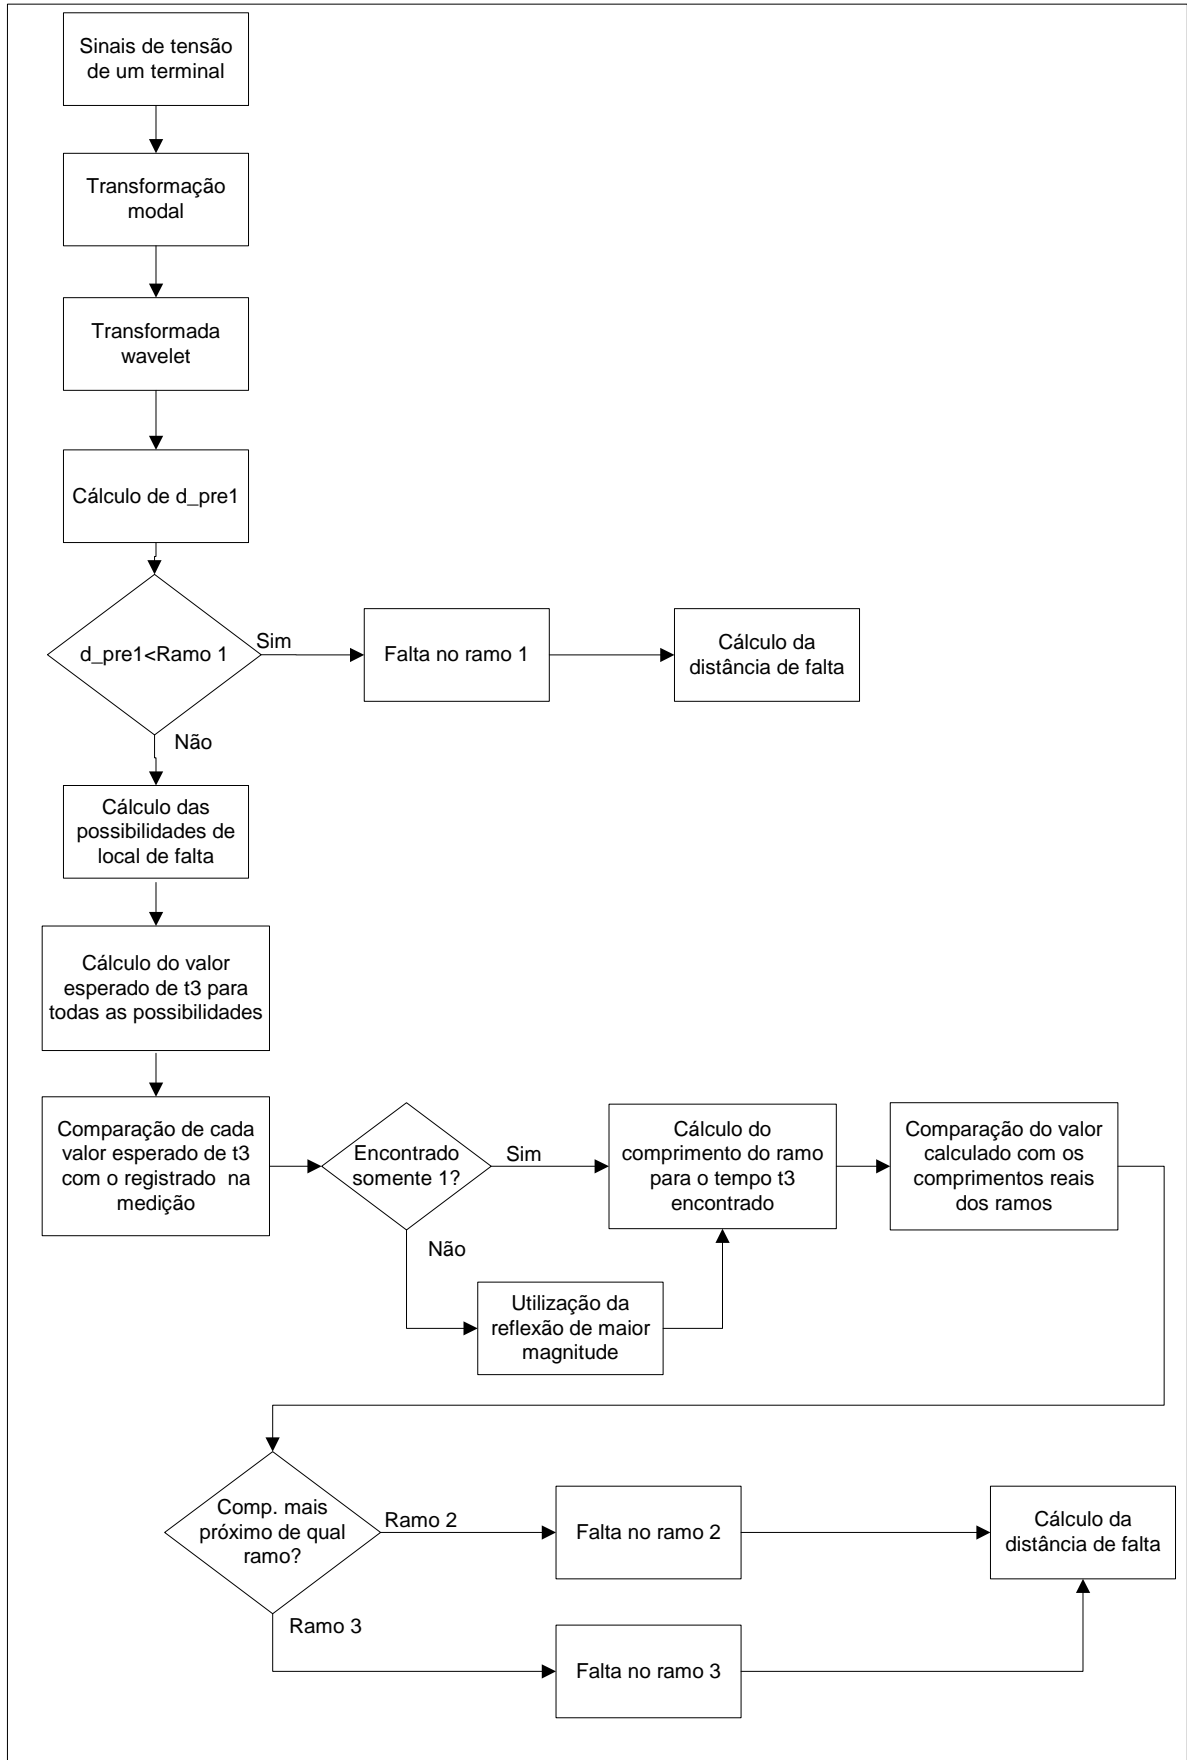 Sinais de tensão
de um terminal
Transformação
modal
Transformada
wavelet
Cálculo de d_pre1
d_pre1<Ramo 1
Sim
Falta no ramo 1
Cálculo da
distância de falta
Não
Cálculo das
possibilidades de
local de falta
Cálculo do valor
esperado de t3 para
todas as possibilidades
Comparação de cada
valor esperado de t3
com o registrado na
medição
Encontrado
somente 1?
Sim
Cálculo do
comprimento do ramo
para o tempo t3
encontrado
Comparação do valor
calculado com os
comprimentos reais
dos ramos
Não
Utilização da
reflexão de maior
magnitude
Comp. mais
próximo de qual
ramo?
Ramo 2
Falta no ramo 2
Cálculo da
distância de falta
Ramo 3
Falta no ramo 3